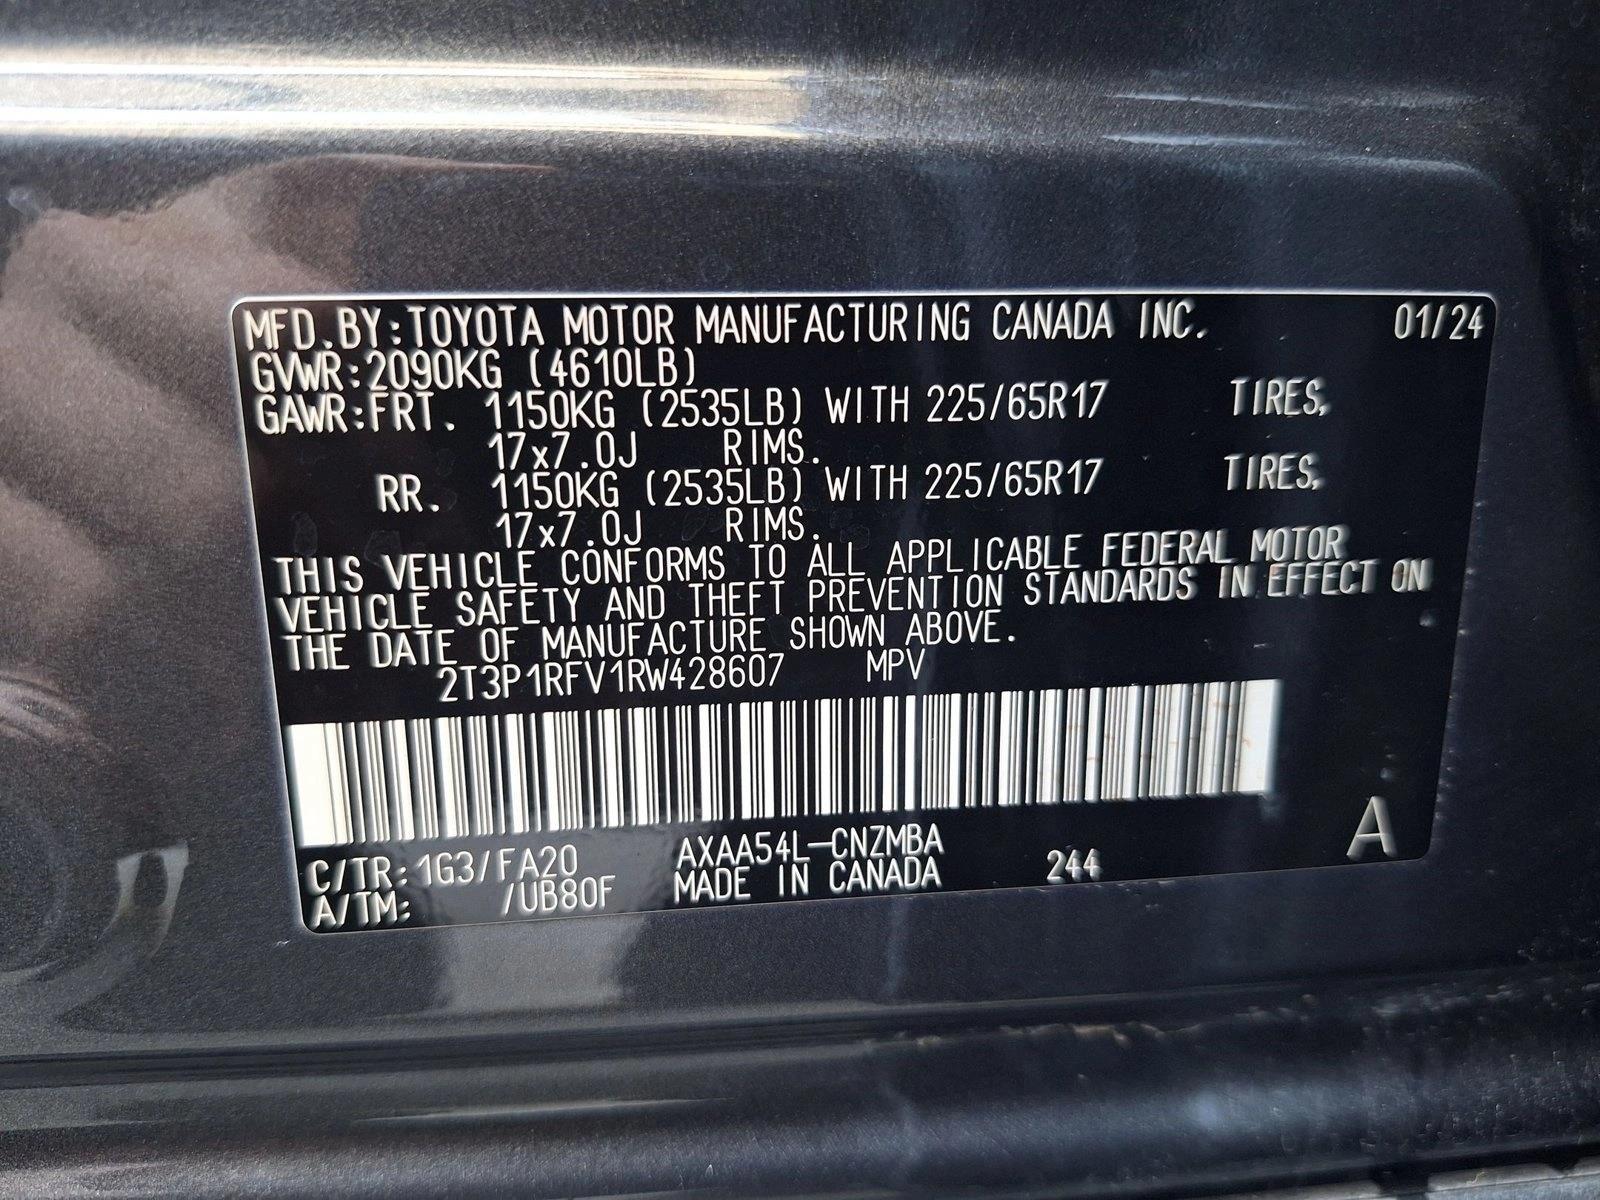 MFD.BY:TOYOTA MOTOR MANUFACTURING CANADA INC. 01/24
GVWR:2090KG (4610LB)
GAWR:FRT. 1150KG (2535LB) WITH 225/65R17 TIRES,
17x7.0J RIMS.
RR. 1150KG (2535LB) WITH 225/65R17 TIRES,
17x7.0J RIMS.
THIS VEHICLE CONFORMS TO ALL APPLICABLE FEDERAL MOTOR
VEHICLE SAFETY AND THEFT PREVENTION STANDARDS IN EFFECT ON
THE DATE OF MANUFACTURE SHOWN ABOVE.
2T3P1RFV1RW428607 MPV
C/TR:1G3/FA20 AXAA54L-CNZMBA 244 A
A/TM: /UB80F MADE IN CANADA